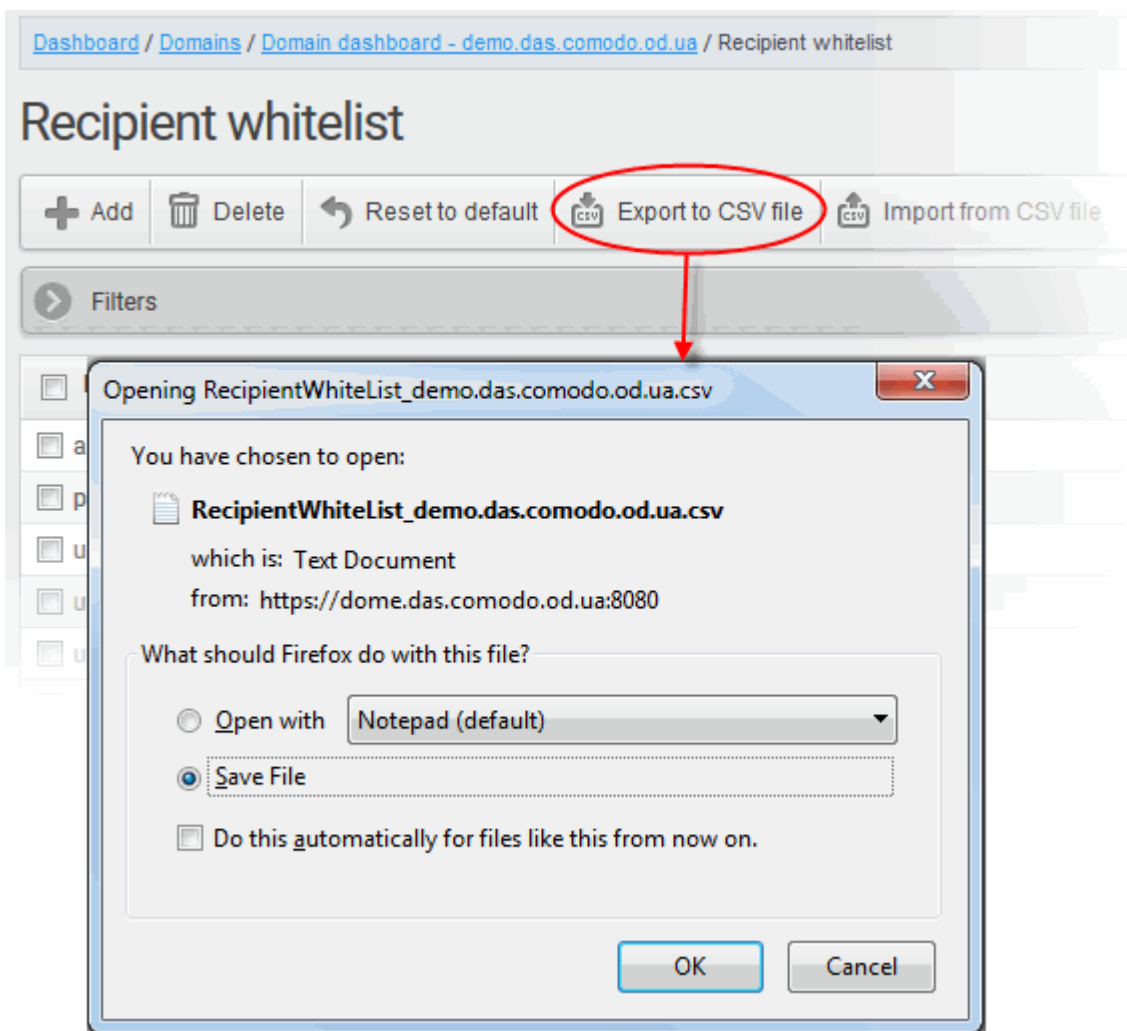 Dashboard / Domains / Domain dashboard - demo.das.comodo.od.ua / Recipient whitelist
Recipient whitelist
Add Delete Reset to default CSV Export to CSV file CSV Import from CSV file
Filters
Opening RecipientWhiteList_demo.das.comodo.od.ua.csv
a
You have chosen to open:
p
RecipientWhiteList_demo.das.comodo.od.ua.csv
u
which is: Text Document
u
from: https://dome.das.comodo.od.ua:8080
u
What should Firefox do with this file?
Open with Notepad (default)
Save File
Do this automatically for files like this from now on.
OK Cancel